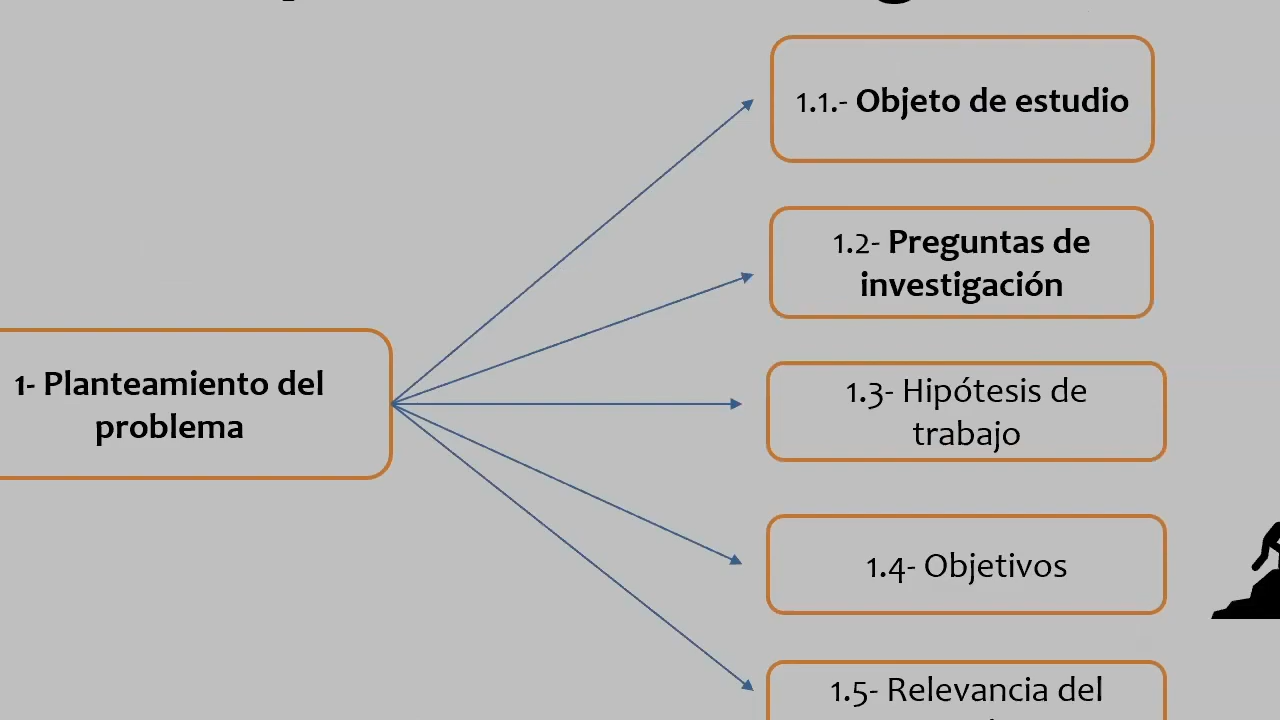 1- Planteamiento del
problema
1.1.- Objeto de estudio
1.2- Preguntas de
investigación
1.3- Hipótesis de
trabajo
1.4- Objetivos
1.5- Relevancia del